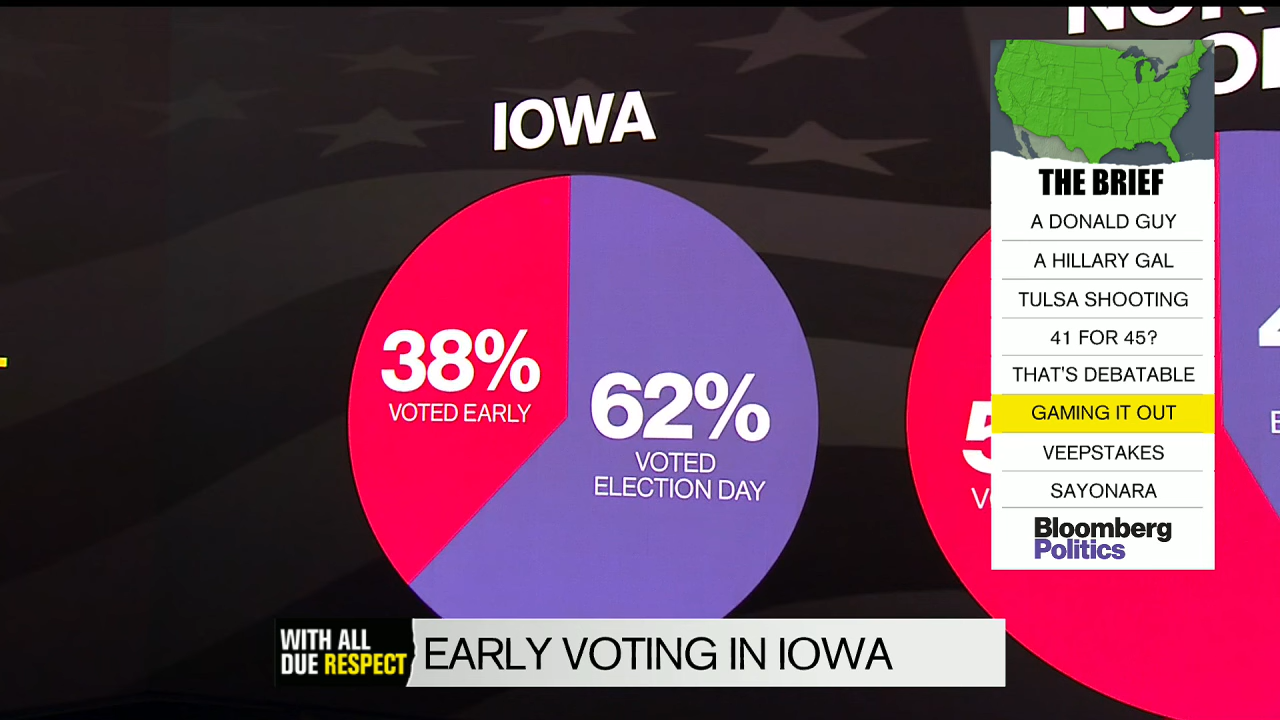 IOWA
38%
VOTED EARLY
62%
VOTED
ELECTION DAY
THE BRIEF
A DONALD GUY
A HILLARY GAL
TULSA SHOOTING
41 FOR 45?
THAT'S DEBATABLE
GAMING IT OUT
VEEPSTAKES
SAYONARA
Bloomberg
Politics
WITH ALL
DUE RESPECT
EARLY VOTING IN IOWA